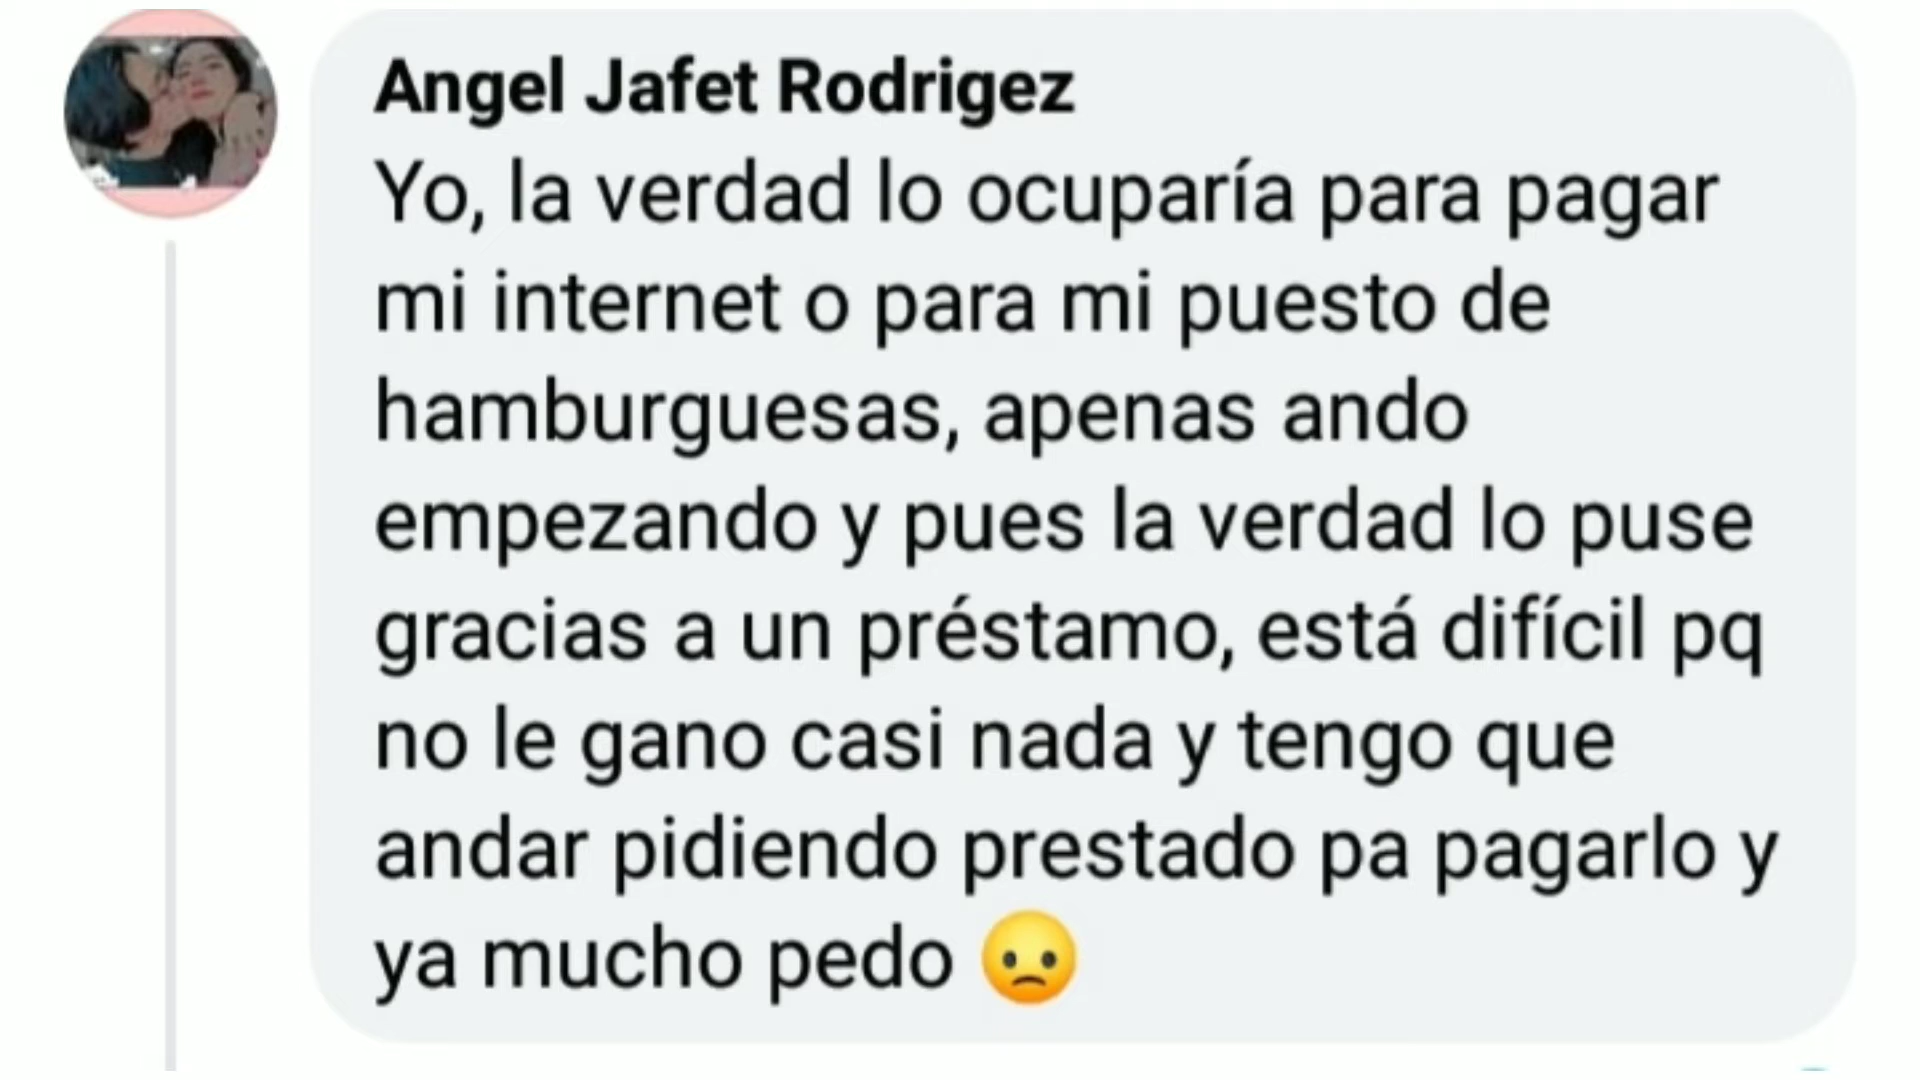 Angel Jafet Rodrigez
Yo, la verdad lo ocuparía para pagar
mi internet o para mi puesto de
hamburguesas, apenas ando
empezando y pues la verdad lo puse
gracias a un préstamo, está difícil pq
no le gano casi nada y tengo que
andar pidiendo prestado pa pagarlo y
ya mucho pedo 🙁